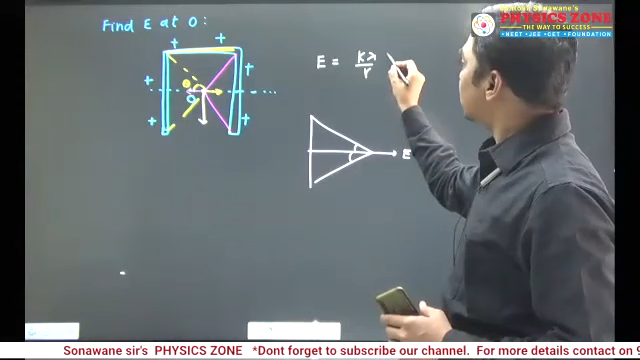 Sonawane's
PHYSICS ZONE
THE WAY TO SUCCESS
•NEET •JEE •CET •FOUNDATION
Find E at O:
+ +
+ +
θ
O
+ +
E = kλ/r
E
Sonawane sir's PHYSICS ZONE *Dont forget to subscribe our channel. For more details contact on